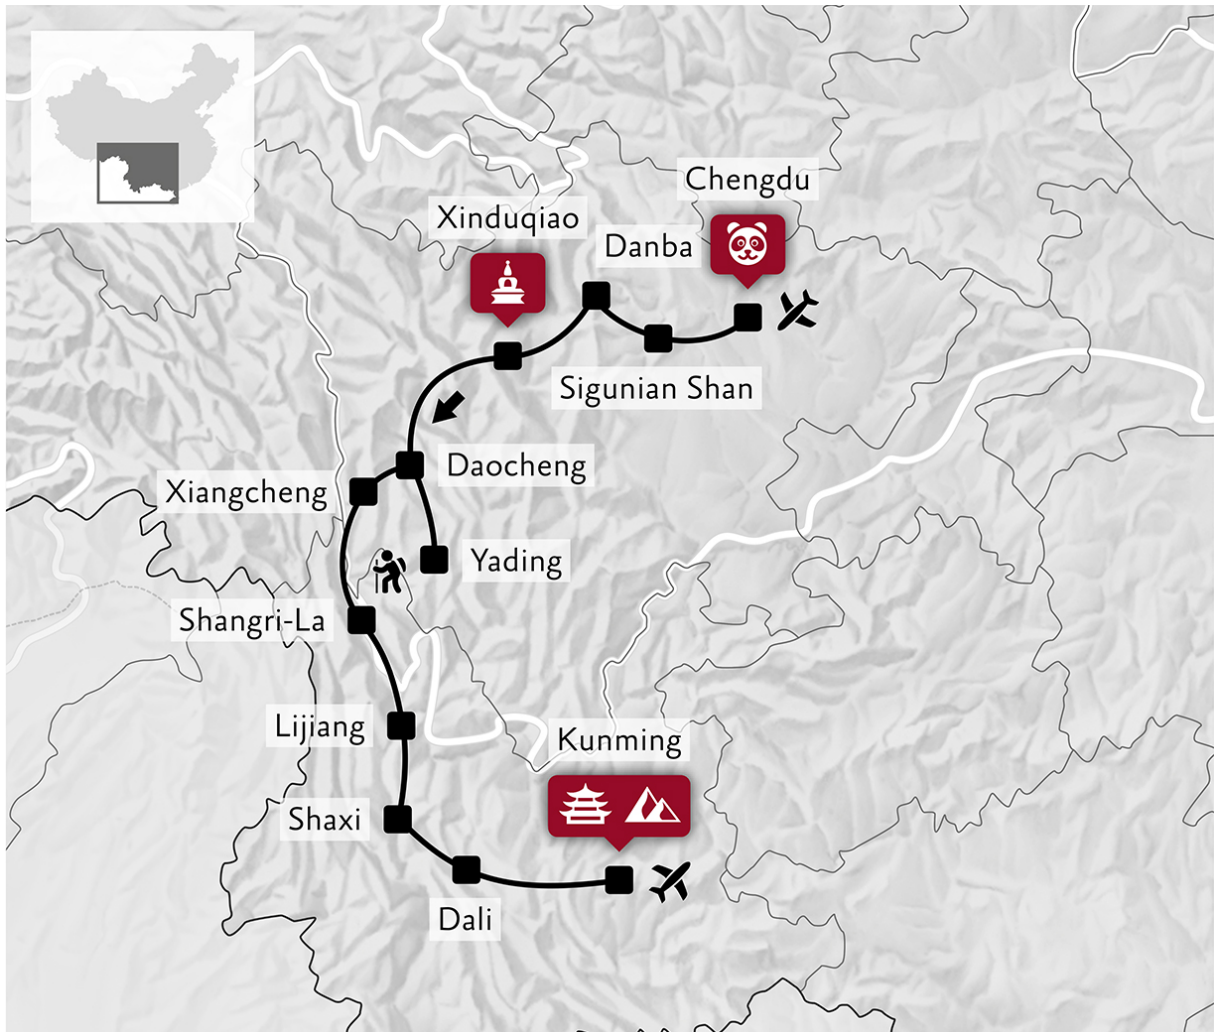 Chengdu
Xinduqiao
Danba
Sigunian Shan
Daocheng
Xiangcheng
Yading
Shangri-La
Lijiang
Kunming
Shaxi
Dali